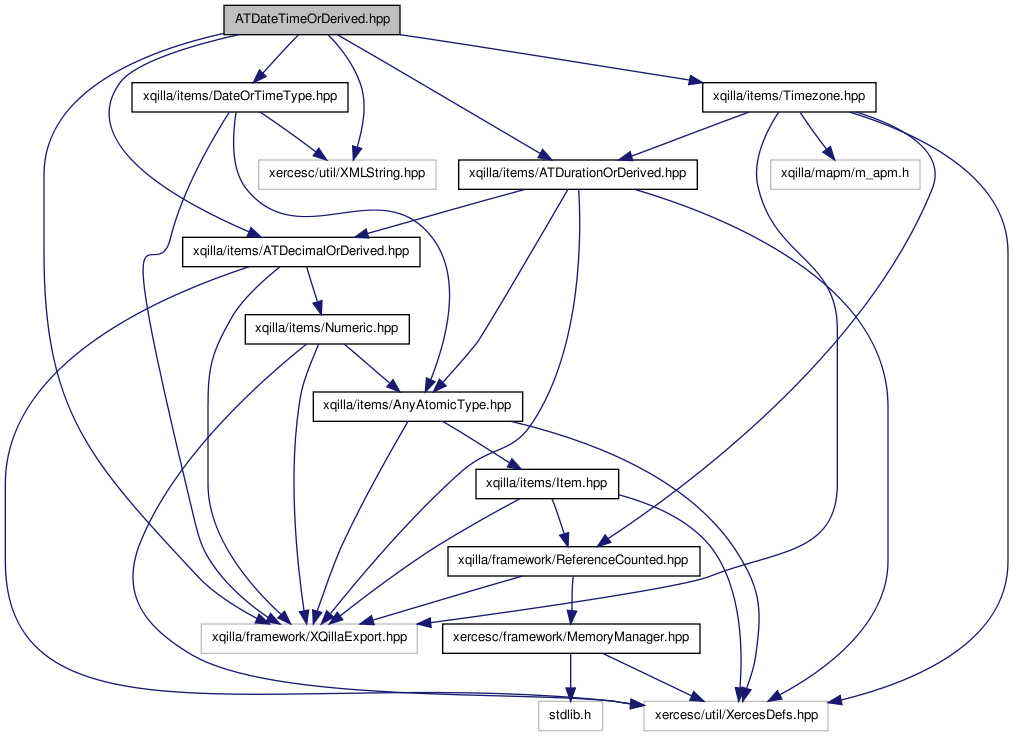 ATDateTimeOrDerived.hpp
xqilla/items/DateOrTimeType.hpp
xqilla/items/Timezone.hpp
xercesc/util/XMLString.hpp
xqilla/items/ATDurationOrDerived.hpp
xqilla/mapm/m_apm.h
xqilla/items/ATDecimalOrDerived.hpp
xqilla/items/Numeric.hpp
xqilla/items/AnyAtomicType.hpp
xqilla/items/Item.hpp
xqilla/framework/ReferenceCounted.hpp
xqilla/framework/XQillaExport.hpp
xercesc/framework/MemoryManager.hpp
stdlib.h
xercesc/util/XercesDefs.hpp